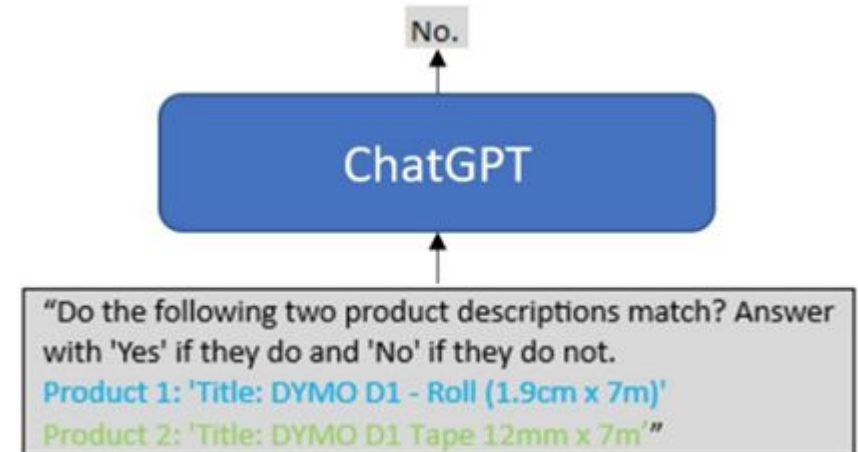 No.
ChatGPT
“Do the following two product descriptions match? Answer
with 'Yes' if they do and 'No' if they do not.
Product 1: 'Title: DYMO D1 - Roll (1.9cm x 7m)'
Product 2: 'Title: DYMO D1 Tape 12mm x 7m'”